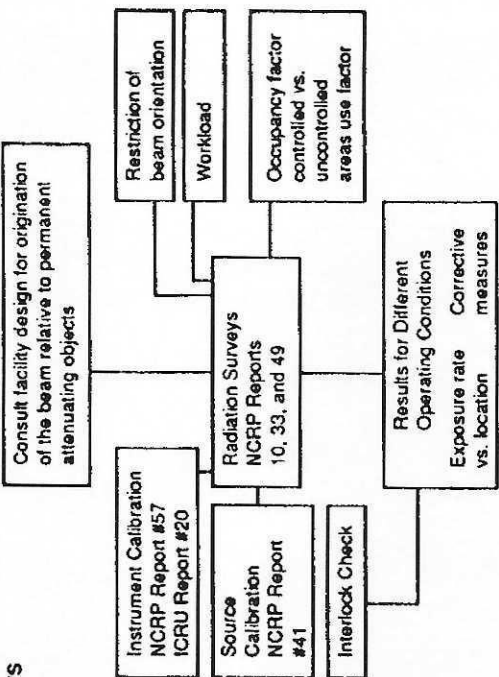 Consult facility design for origination
of the beam relative to permanent
attenuating objects
Instrument Calibration
NCRP Report #57
ICRU Report #20
Source
Calibration
NCRP Report
#41
Interlock Check
Radiation Surveys
NCRP Reports
10, 33, and 49
Restriction of
beam orientation
Workload
Occupancy factor
controlled vs.
uncontrolled
areas use factor
Results for Different
Operating Conditions
Exposure rate Corrective
vs. location measures